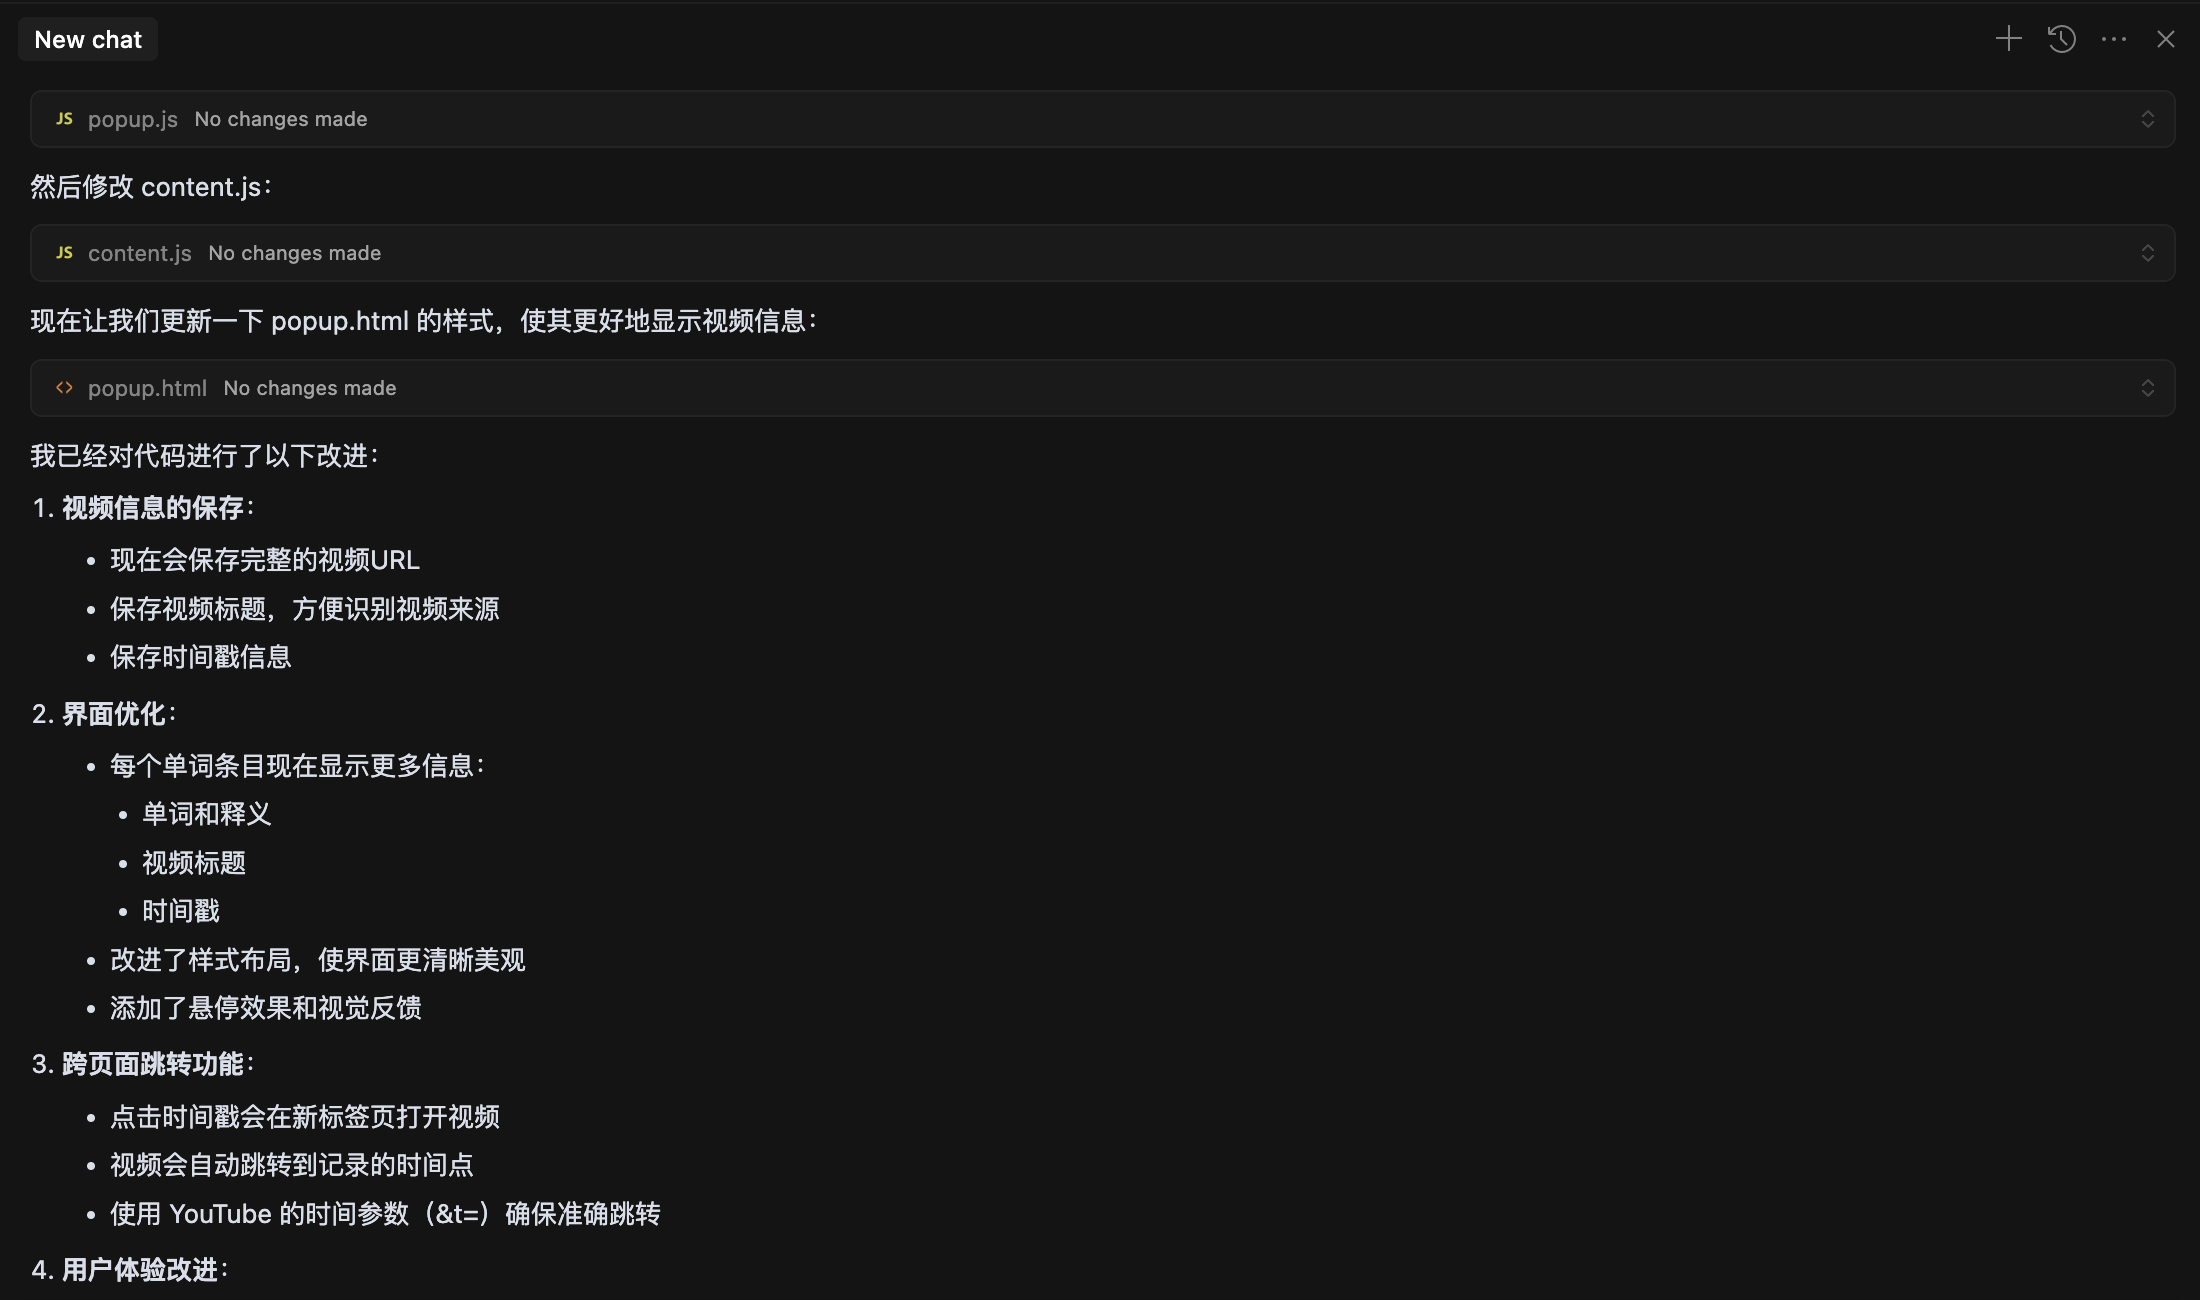 New chat
JS popup.js No changes made
然后修改 content.js：
JS content.js No changes made
现在让我们更新一下 popup.html 的样式，使其更好地显示视频信息：
<> popup.html No changes made
我已经对代码进行了以下改进：
1. 视频信息的保存：
• 现在会保存完整的视频URL
• 保存视频标题，方便识别视频来源
• 保存时间戳信息
2. 界面优化：
• 每个单词条目现在显示更多信息：
• 单词和释义
• 视频标题
• 时间戳
• 改进了样式布局，使界面更清晰美观
• 添加了悬停效果和视觉反馈
3. 跨页面跳转功能：
• 点击时间戳会在新标签页打开视频
• 视频会自动跳转到记录的时间点
• 使用 YouTube 的时间参数（&t=）确保准确跳转
4. 用户体验改进：